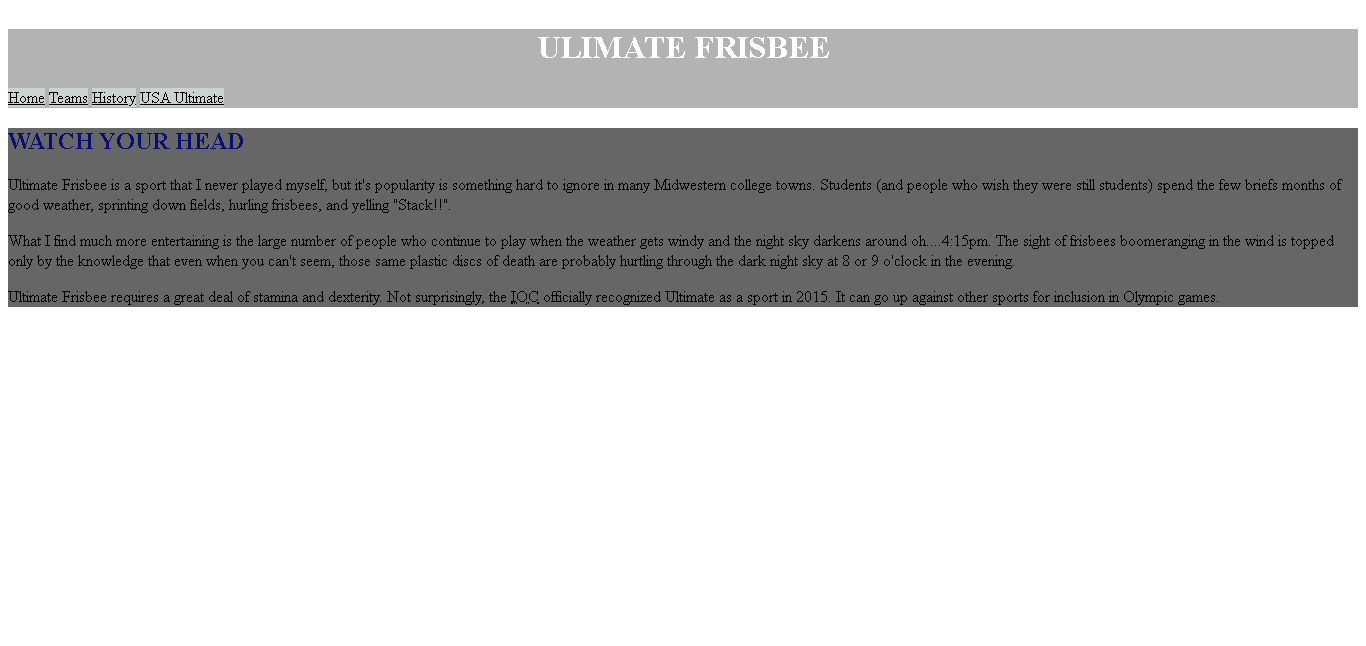 ULIMATE FRISBEE
Home Teams History USA Ultimate
WATCH YOUR HEAD
Ultimate Frisbee is a sport that I never played myself, but it's popularity is something hard to ignore in many Midwestern college towns. Students (and people who wish they were still students) spend the few briefs months of
good weather, sprinting down fields, hurling frisbees, and yelling "Stack!!".
What I find much more entertaining is the large number of people who continue to play when the weather gets windy and the night sky darkens around oh....4:15pm. The sight of frisbees boomeranging in the wind is topped
only by the knowledge that even when you can't seem, those same plastic discs of death are probably hurtling through the dark night sky at 8 or 9 o'clock in the evening.
Ultimate Frisbee requires a great deal of stamina and dexterity. Not surprisingly, the IOC officially recognized Ultimate as a sport in 2015. It can go up against other sports for inclusion in Olympic games.